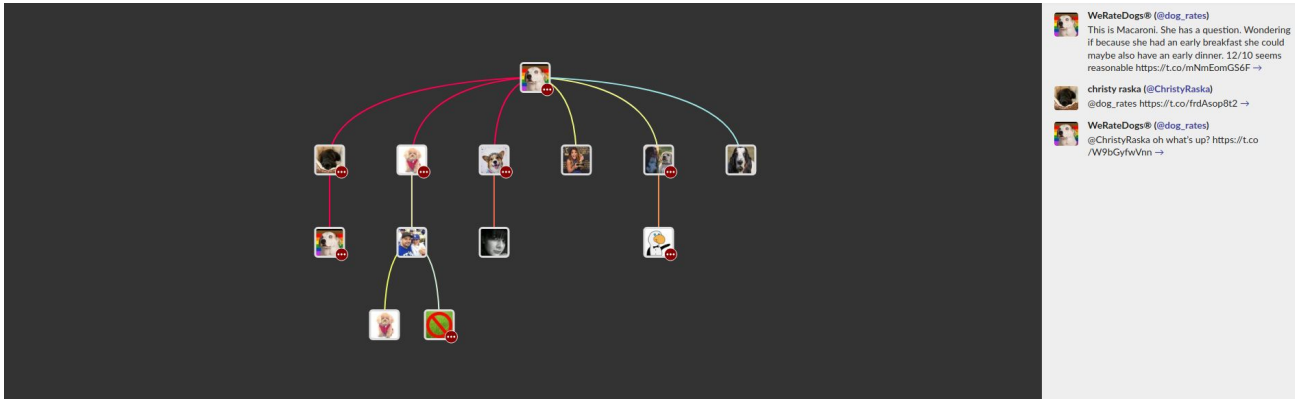 WeRateDogs® (@dog_rates)
This is Macaroni. She has a question. Wondering
if because she had an early breakfast she could
maybe also have an early dinner. 12/10 seems
reasonable https://t.co/mNmEomGS6F →
christy raska (@ChristyRaska)
@dog_rates https://t.co/frdAsop8t2 →
WeRateDogs® (@dog_rates)
@ChristyRaska oh what's up? https://t.co
/W9bGyfwVnn →